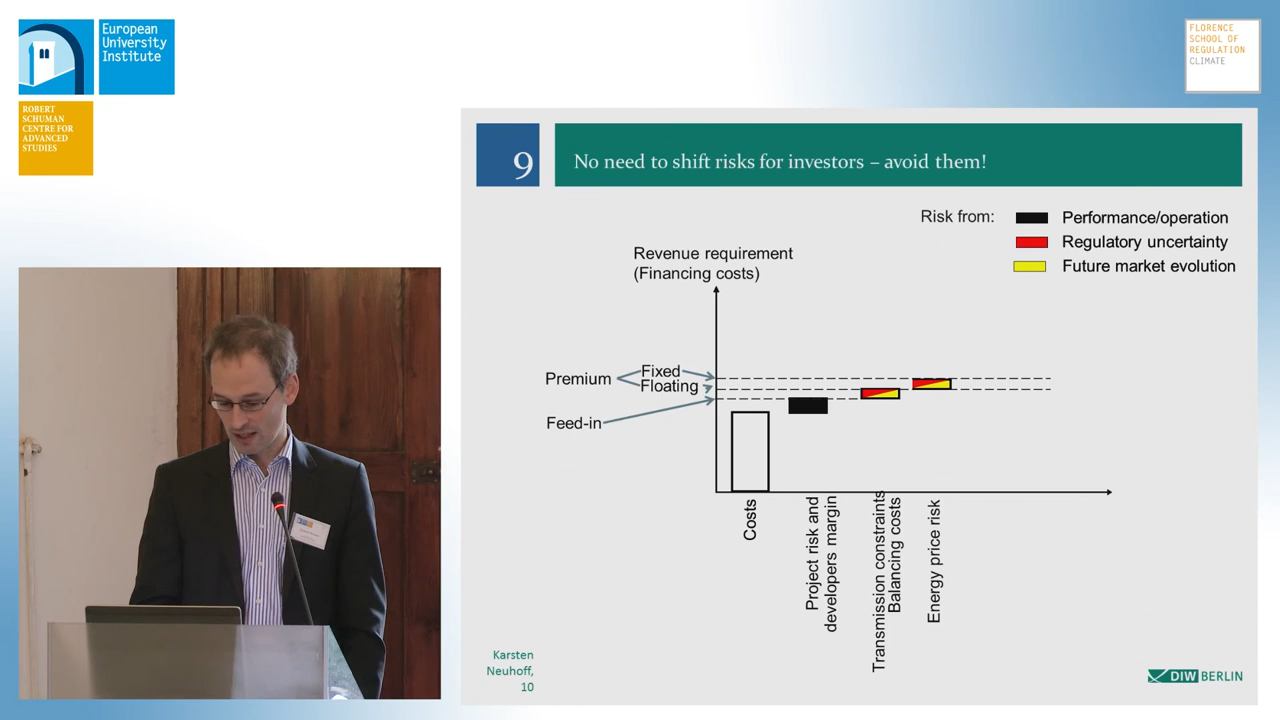 European
University
Institute
ROBERT
SCHUMAN
CENTRE FOR
ADVANCED
STUDIES
FLORENCE
SCHOOL OF
REGULATION
CLIMATE
9
No need to shift risks for investors – avoid them!
Risk from:
Performance/operation
Regulatory uncertainty
Future market evolution
Revenue requirement
(Financing costs)
Premium
Fixed
Floating
Feed-in
Costs
Project risk and
developers margin
Transmission constraints
Balancing costs
Energy price risk
Karsten
Neuhoff,
10
DIW BERLIN